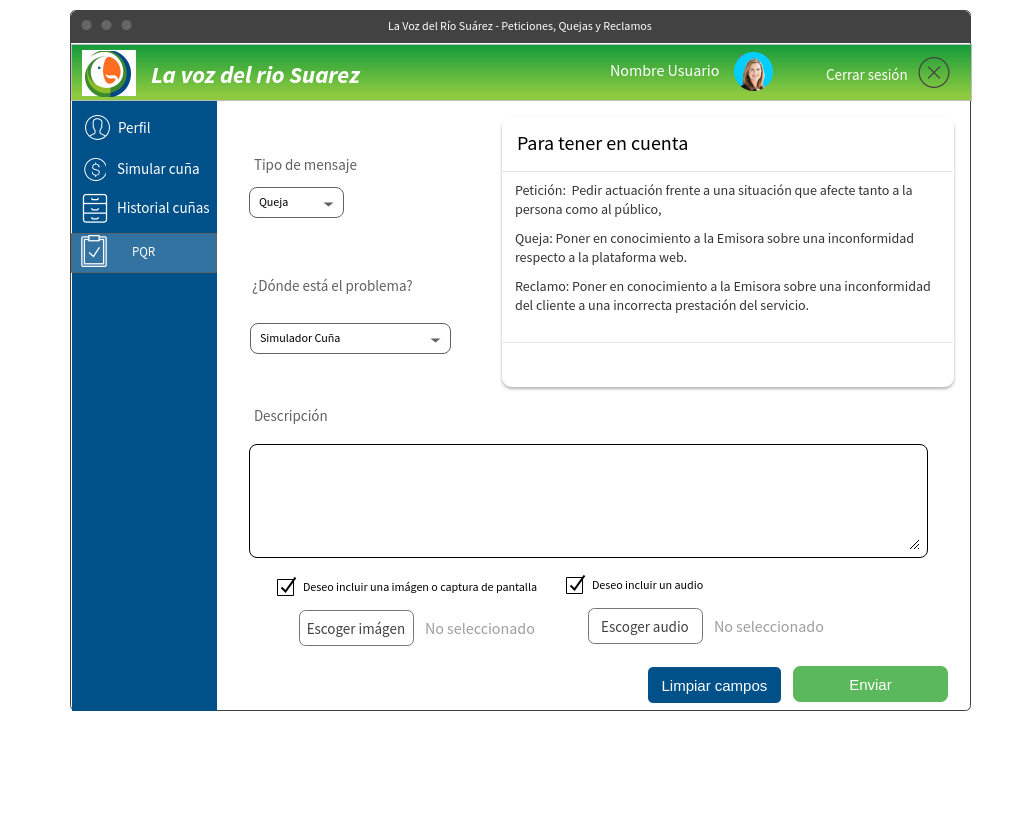 La Voz del Río Suárez - Peticiones, Quejas y Reclamos
La voz del rio Suarez
Nombre Usuario
Cerrar sesión
Perfil
Simular cuña
Historial cuñas
PQR
Tipo de mensaje
Queja
¿Dónde está el problema?
Simulador Cuña
Para tener en cuenta
Petición:  Pedir actuación frente a una situación que afecte tanto a la
persona como al público,
Queja: Poner en conocimiento a la Emisora sobre una inconformidad
respecto a la plataforma web.
Reclamo: Poner en conocimiento a la Emisora sobre una inconformidad
del cliente a una incorrecta prestación del servicio.
Descripción
Deseo incluir una imágen o captura de pantalla
Deseo incluir un audio
Escoger imágen
No seleccionado
Escoger audio
No seleccionado
Limpiar campos
Enviar